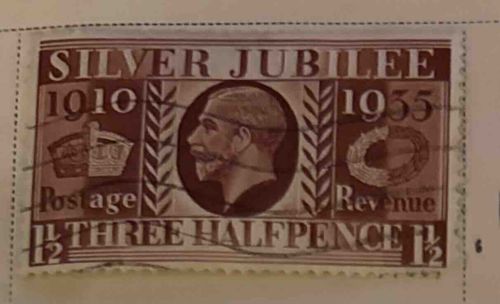 SILVER JUBILEE
1910 1935
Postage Revenue
1½ THREE HALFPENCE 1½